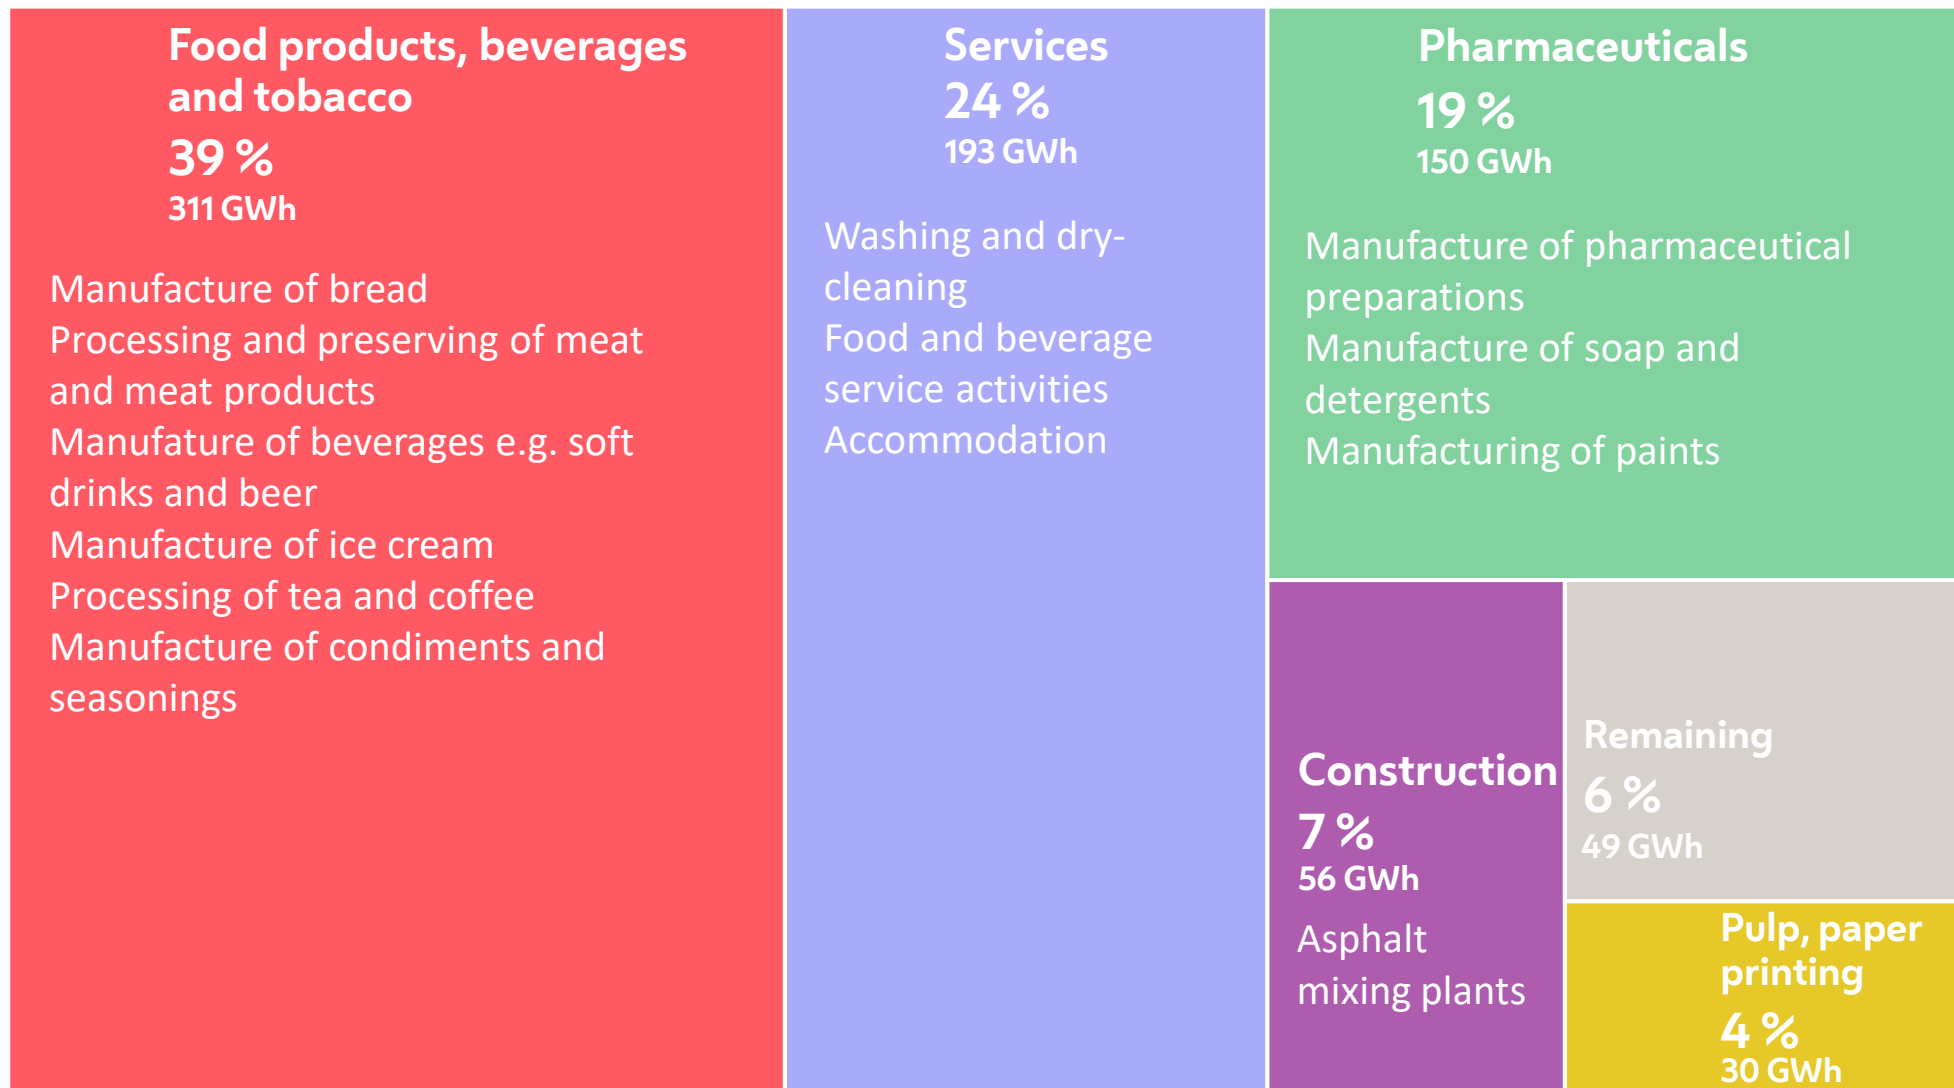 Food products, beverages
and tobacco
39 %
311 GWh
Manufacture of bread
Processing and preserving of meat
and meat products
Manufature of beverages e.g. soft
drinks and beer
Manufacture of ice cream
Processing of tea and coffee
Manufacture of condiments and
seasonings
Services
24 %
193 GWh
Washing and dry-
cleaning
Food and beverage
service activities
Accommodation
Pharmaceuticals
19 %
150 GWh
Manufacture of pharmaceutical
preparations
Manufacture of soap and
detergents
Manufacturing of paints
Construction
7 %
56 GWh
Asphalt
mixing plants
Remaining
6 %
49 GWh
Pulp, paper
printing
4 %
30 GWh